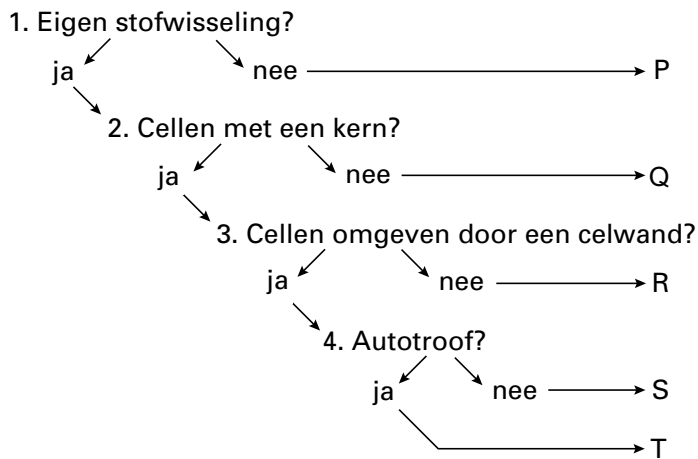 1. Eigen stofwisseling?
ja nee P
2. Cellen met een kern?
ja nee Q
3. Cellen omgeven door een celwand?
ja nee R
4. Autotroof?
ja nee S
T